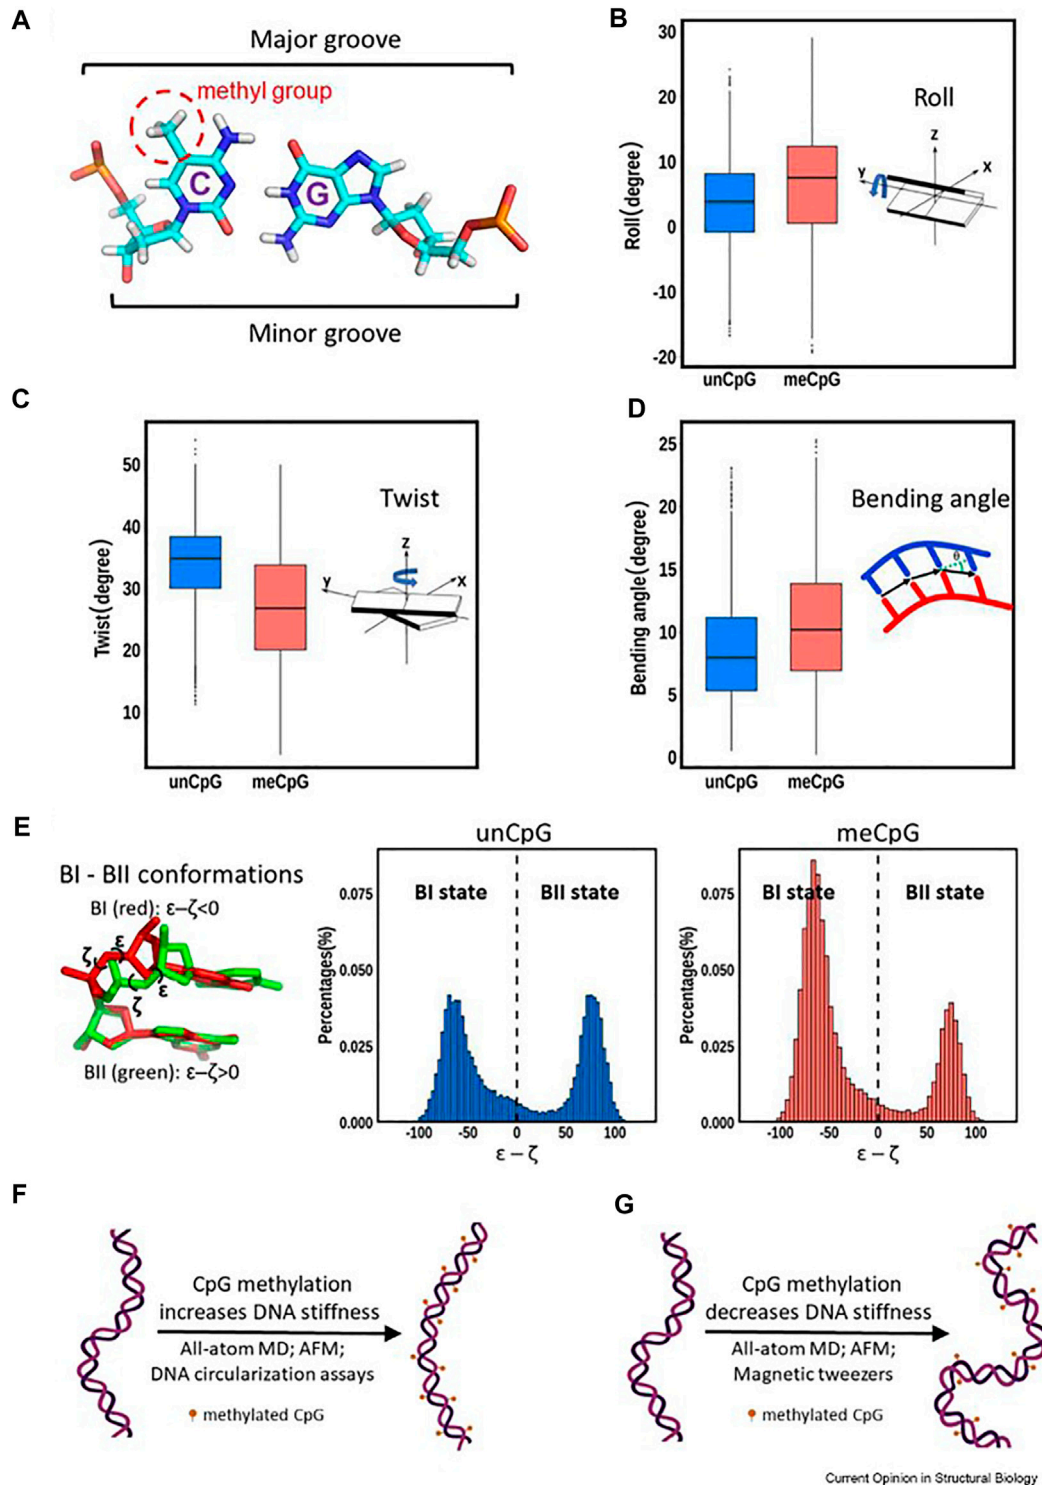 A
Major groove
methyl group
C
G
Minor groove
B
Roll(degree)
30
20
10
0
-10
-20
Roll
z
y
x
unCpG
meCpG
C
Twist(degree)
50
40
30
20
10
Twist
z
y
x
unCpG
meCpG
D
Bending angle(degree)
25
20
15
10
5
0
Bending angle
θ
unCpG
meCpG
E
BI - BII conformations
BI (red): ε−ζ<0
ζ
ε
ε
ζ
BII (green): ε−ζ>0
unCpG
Percentages(%)
0.075
0.050
0.025
0.000
BI state
BII state
-100 -50 0 50 100
ε − ζ
meCpG
Percentages(%)
0.075
0.050
0.025
0.000
BI state
BII state
-100 -50 0 50 100
ε − ζ
F
CpG methylation
increases DNA stiffness
All-atom MD; AFM;
DNA circularization assays
methylated CpG
G
CpG methylation
decreases DNA stiffness
All-atom MD; AFM;
Magnetic tweezers
methylated CpG
Current Opinion in Structural Biology